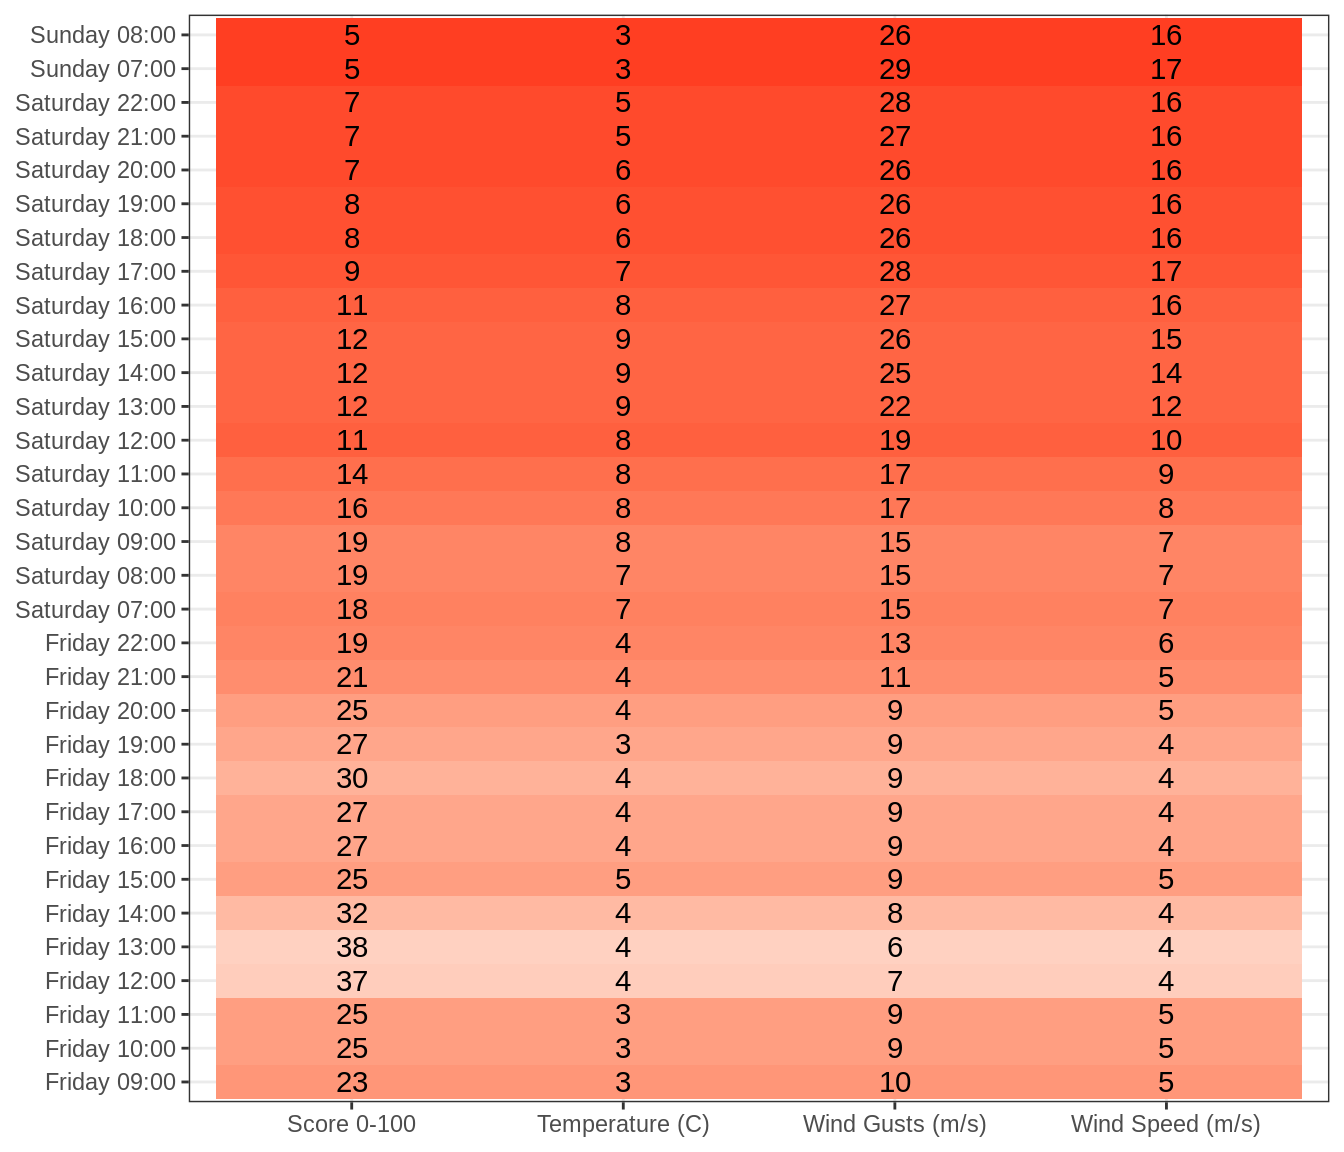 Sunday 08:00 5 3 26 16
Sunday 07:00 5 3 29 17
Saturday 22:00 7 5 28 16
Saturday 21:00 7 5 27 16
Saturday 20:00 7 6 26 16
Saturday 19:00 8 6 26 16
Saturday 18:00 8 6 26 16
Saturday 17:00 9 7 28 17
Saturday 16:00 11 8 27 16
Saturday 15:00 12 9 26 15
Saturday 14:00 12 9 25 14
Saturday 13:00 12 9 22 12
Saturday 12:00 11 8 19 10
Saturday 11:00 14 8 17 9
Saturday 10:00 16 8 17 8
Saturday 09:00 19 8 15 7
Saturday 08:00 19 7 15 7
Saturday 07:00 18 7 15 7
Friday 22:00 19 4 13 6
Friday 21:00 21 4 11 5
Friday 20:00 25 4 9 5
Friday 19:00 27 3 9 4
Friday 18:00 30 4 9 4
Friday 17:00 27 4 9 4
Friday 16:00 27 4 9 4
Friday 15:00 25 5 9 5
Friday 14:00 32 4 8 4
Friday 13:00 38 4 6 4
Friday 12:00 37 4 7 4
Friday 11:00 25 3 9 5
Friday 10:00 25 3 9 5
Friday 09:00 23 3 10 5
Score 0-100 Temperature (C) Wind Gusts (m/s) Wind Speed (m/s)